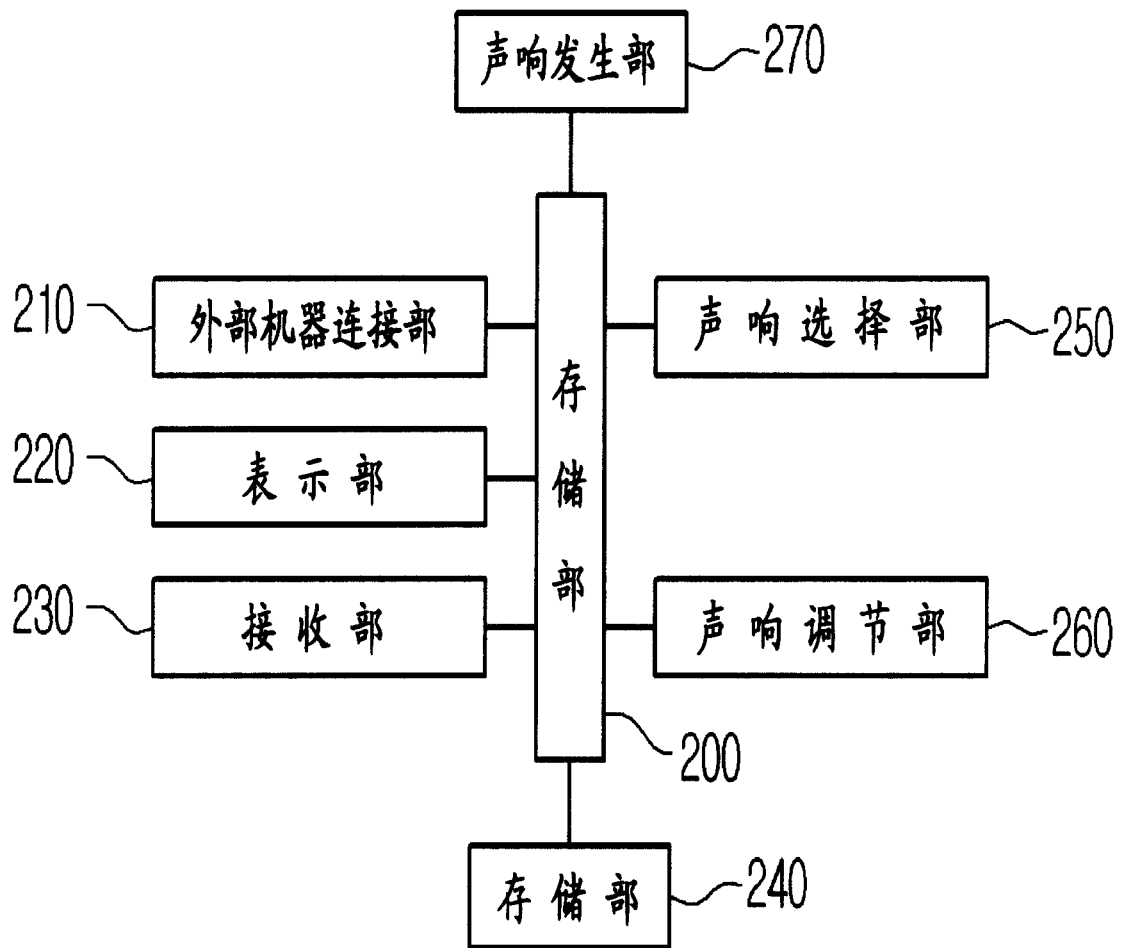 声响发生部
270
210
外部机器连接部
声响选择部
250
220
表示部
存储部
230
接收部
声响调节部
260
200
存储部
240